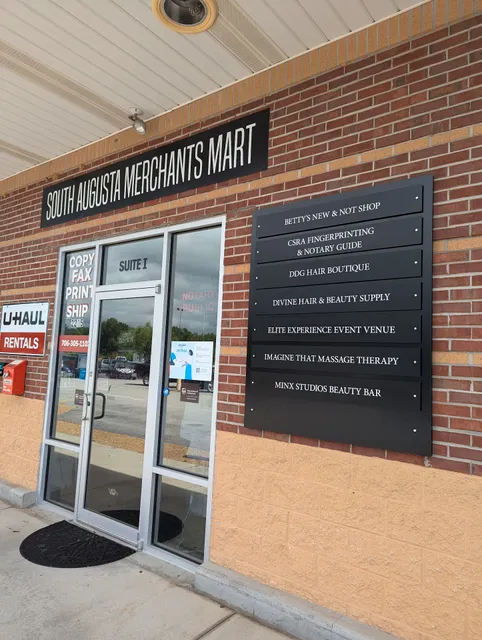 SOUTH AUGUSTA MERCHANTS MART
SUITE I
COPY
FAX
PRINT
SHIP
NOTARY
PUBLIC
U-HAUL
RENTALS
BETTY'S NEW & NOT SHOP
CSRA FINGERPRINTING
& NOTARY GUIDE
DDG HAIR BOUTIQUE
DIVINE HAIR & BEAUTY SUPPLY
ELITE EXPERIENCE EVENT VENUE
IMAGINE THAT MASSAGE THERAPY
MINX STUDIOS BEAUTY BAR